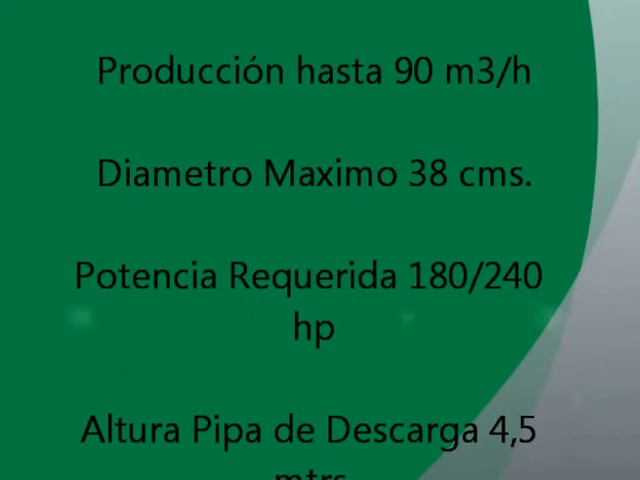 Producción hasta 90 m3/h
Diametro Maximo 38 cms.
Potencia Requerida 180/240
hp
Altura Pipa de Descarga 4,5
mtrs